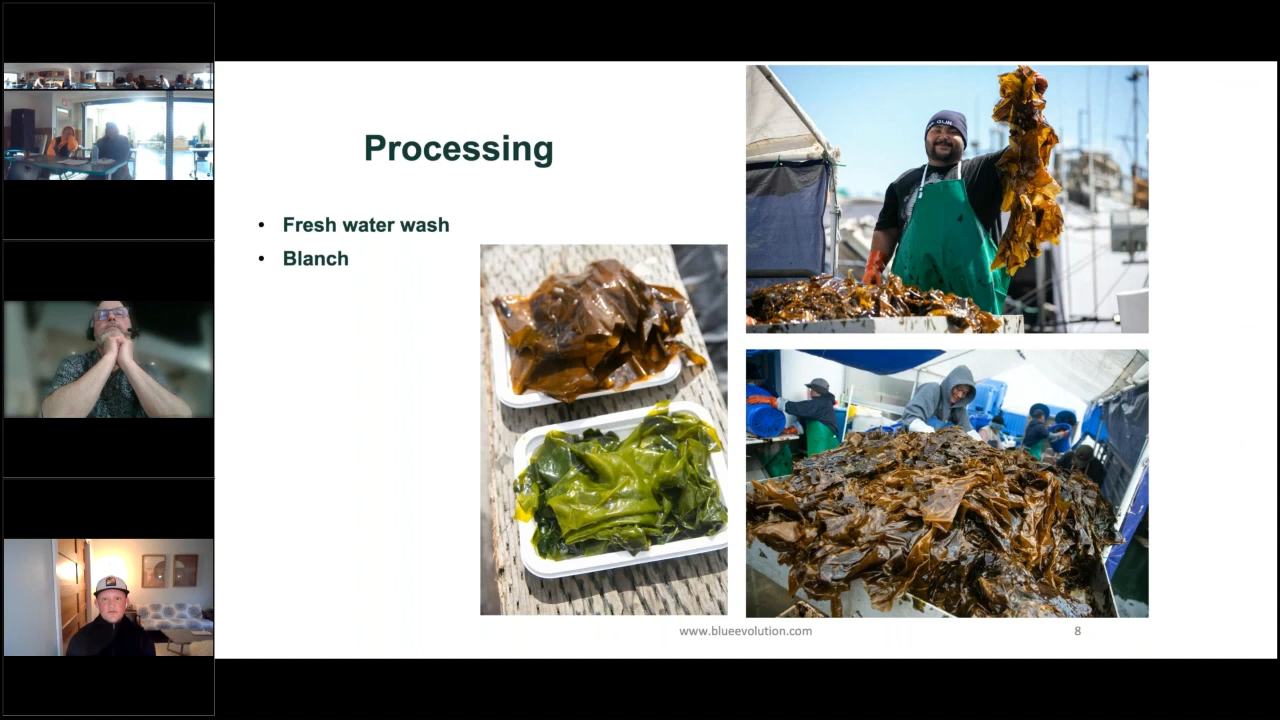 Processing
• Fresh water wash
• Blanch
www.blueevolution.com
8